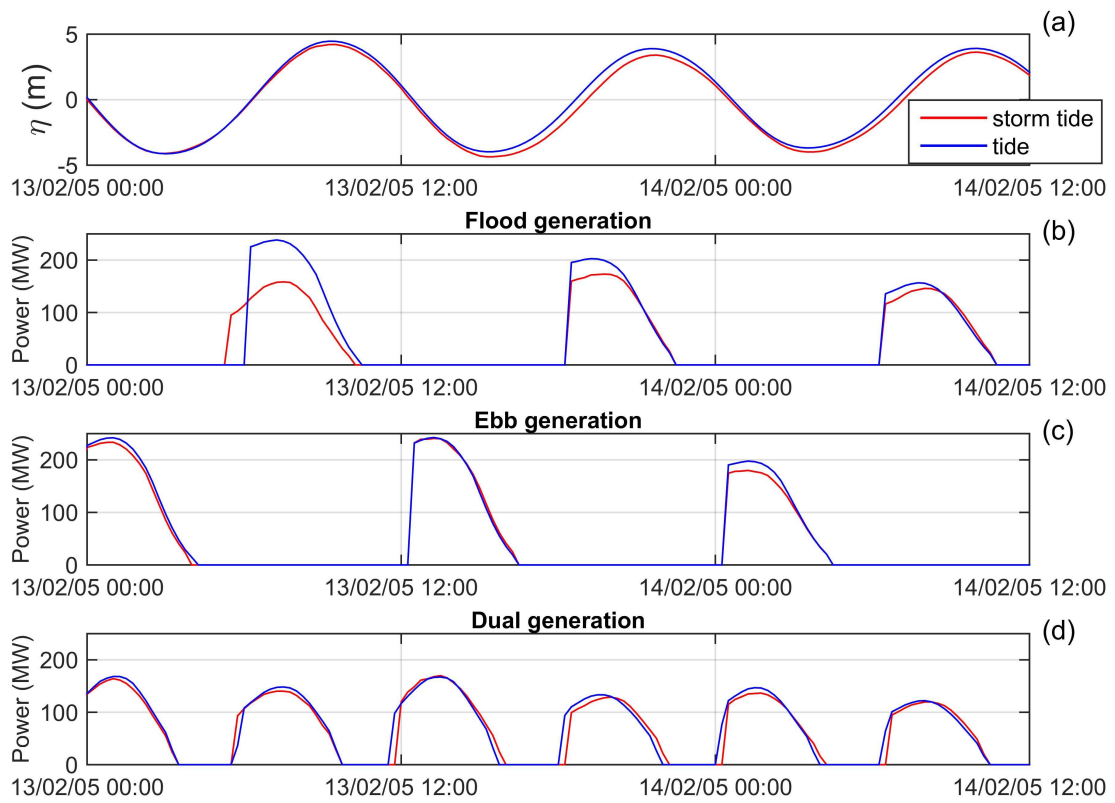 (a)
5
0
-5
η (m)
storm tide
tide
13/02/05 00:00 13/02/05 12:00 14/02/05 00:00 14/02/05 12:00
Flood generation
(b)
200
100
0
Power (MW)
13/02/05 00:00 13/02/05 12:00 14/02/05 00:00 14/02/05 12:00
Ebb generation
(c)
200
100
0
Power (MW)
13/02/05 00:00 13/02/05 12:00 14/02/05 00:00 14/02/05 12:00
Dual generation
(d)
200
100
0
Power (MW)
13/02/05 00:00 13/02/05 12:00 14/02/05 00:00 14/02/05 12:00